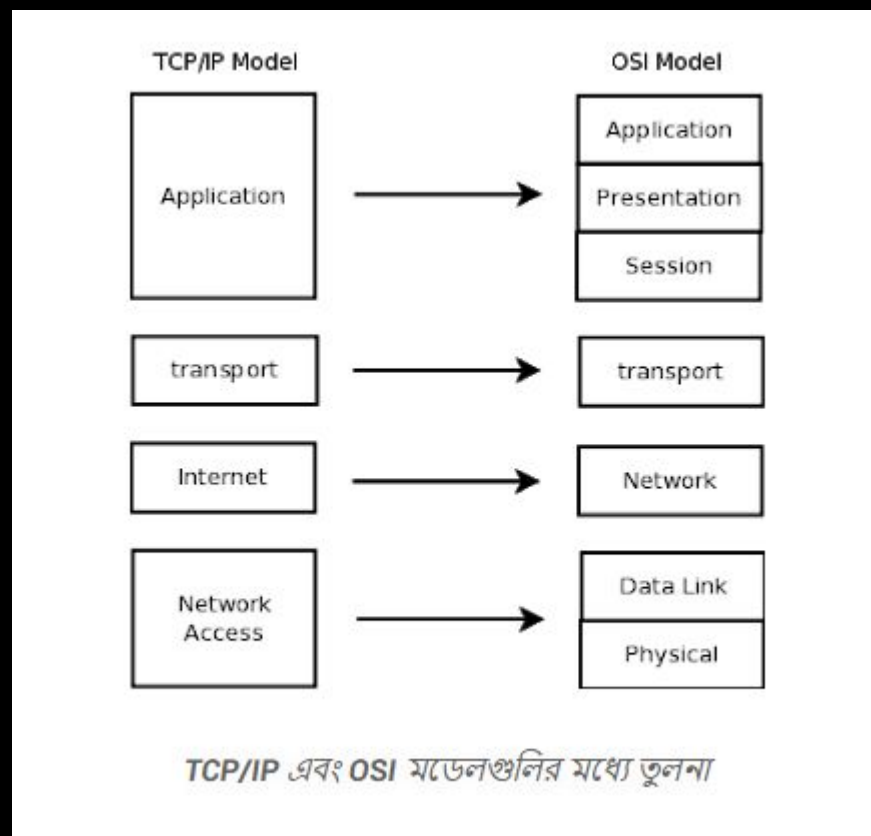 TCP/IP Model
OSI Model
Application
Application
Presentation
Session
transport
transport
Internet
Network
Network
Access
Data Link
Physical
TCP/IP এবং OSI মডেলগুলির মধ্যে তুলনা